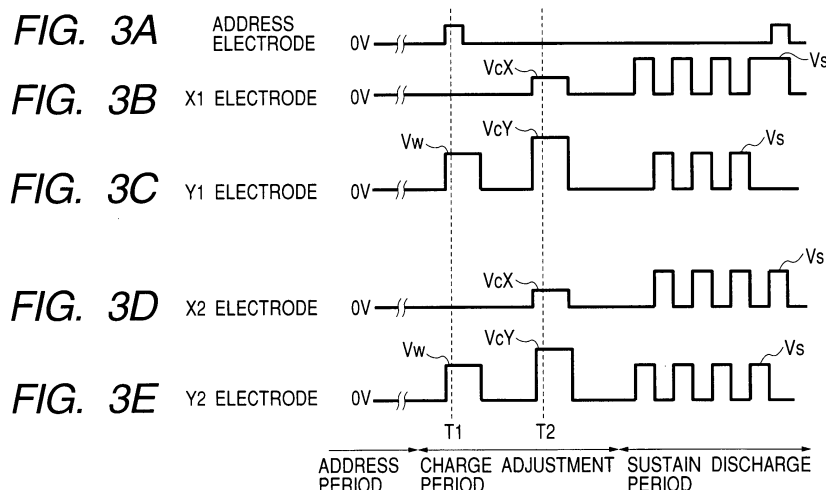 FIG. 3A
ADDRESS
ELECTRODE
0V
FIG. 3B
X1 ELECTRODE
0V
VcX
Vs
FIG. 3C
Y1 ELECTRODE
0V
Vw
VcY
Vs
FIG. 3D
X2 ELECTRODE
0V
VcX
Vs
FIG. 3E
Y2 ELECTRODE
0V
Vw
VcY
Vs
T1
T2
ADDRESS
PERIOD
CHARGE ADJUSTMENT
PERIOD
SUSTAIN DISCHARGE
PERIOD